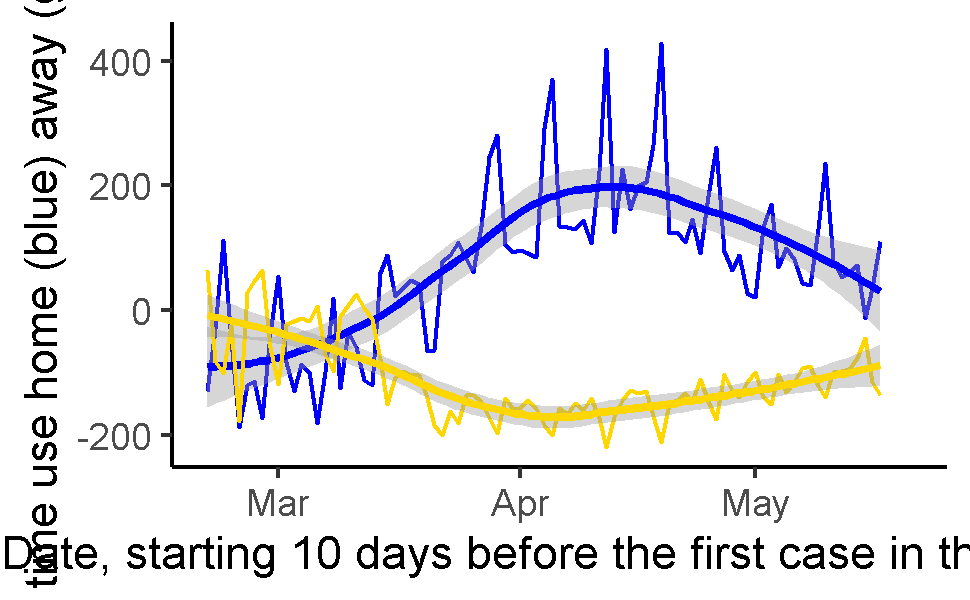 time use home (blue) away (
400
200
0
-200
Mar Apr May
Date, starting 10 days before the first case in th